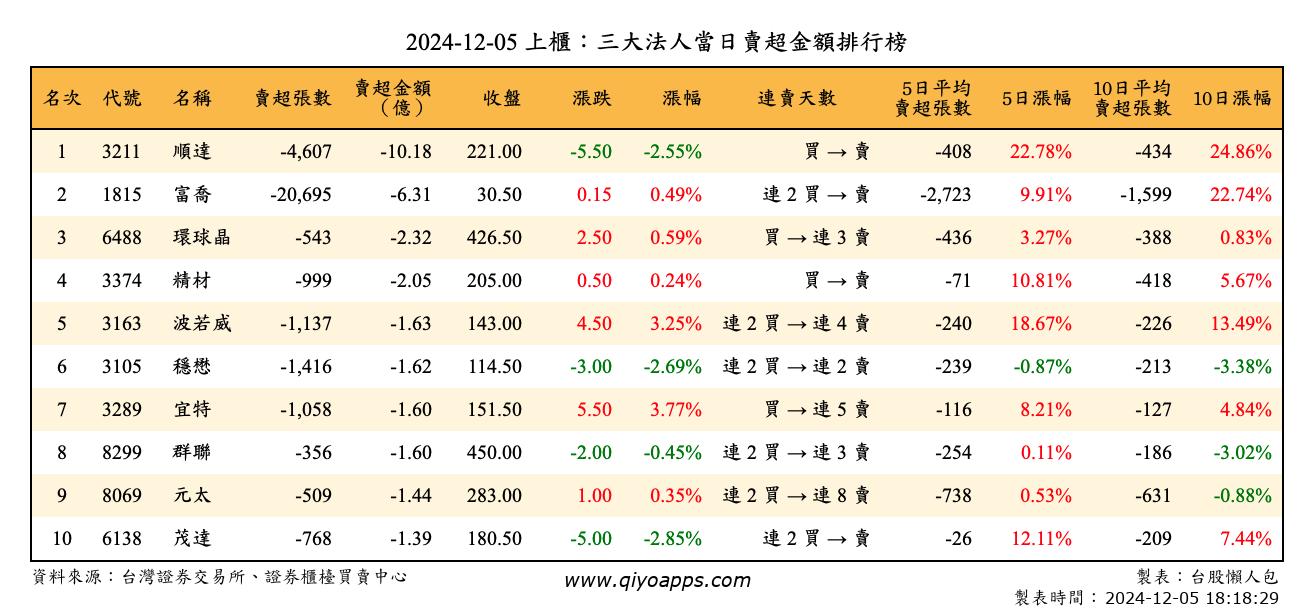 2024-12-05 上櫃：三大法人當日賣超金額排行榜
名次 代號 名稱 賣超張數 賣超金額（億） 收盤 漲跌 漲幅 連賣天數 5日平均賣超張數 5日漲幅 10日平均賣超張數 10日漲幅
1 3211 順達 -4,607 -10.18 221.00 -5.50 -2.55% 買 → 賣 -408 22.78% -434 24.86%
2 1815 富喬 -20,695 -6.31 30.50 0.15 0.49% 連 2 買 → 賣 -2,723 9.91% -1,599 22.74%
3 6488 環球晶 -543 -2.32 426.50 2.50 0.59% 買 → 連 3 賣 -436 3.27% -388 0.83%
4 3374 精材 -999 -2.05 205.00 0.50 0.24% 買 → 賣 -71 10.81% -418 5.67%
5 3163 波若威 -1,137 -1.63 143.00 4.50 3.25% 連 2 買 → 連 4 賣 -240 18.67% -226 13.49%
6 3105 穩懋 -1,416 -1.62 114.50 -3.00 -2.69% 連 2 買 → 連 2 賣 -239 -0.87% -213 -3.38%
7 3289 宜特 -1,058 -1.60 151.50 5.50 3.77% 買 → 連 5 賣 -116 8.21% -127 4.84%
8 8299 群聯 -356 -1.60 450.00 -2.00 -0.45% 連 2 買 → 連 3 賣 -254 0.11% -186 -3.02%
9 8069 元太 -509 -1.44 283.00 1.00 0.35% 連 2 買 → 連 8 賣 -738 0.53% -631 -0.88%
10 6138 茂達 -768 -1.39 180.50 -5.00 -2.85% 連 2 買 → 賣 -26 12.11% -209 7.44%
資料來源：台灣證券交易所、證券櫃檯買賣中心 www.qiyoapps.com 製表：台股懶人包
製表時間：2024-12-05 18:18:29